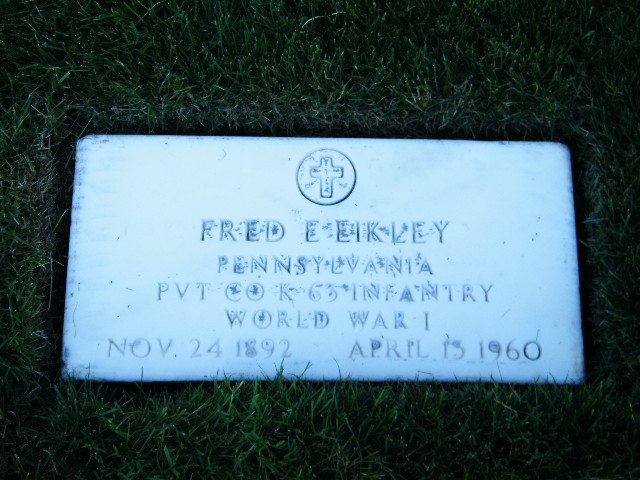 FRED E EIKLEY
PENNSYLVANIA
PVT CO K 63 INFANTRY
WORLD WAR I
NOV 24 1892 APRIL 15 1960